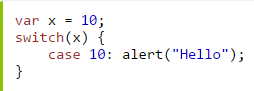 var x = 10;
switch(x) {
    case 10: alert("Hello");
}